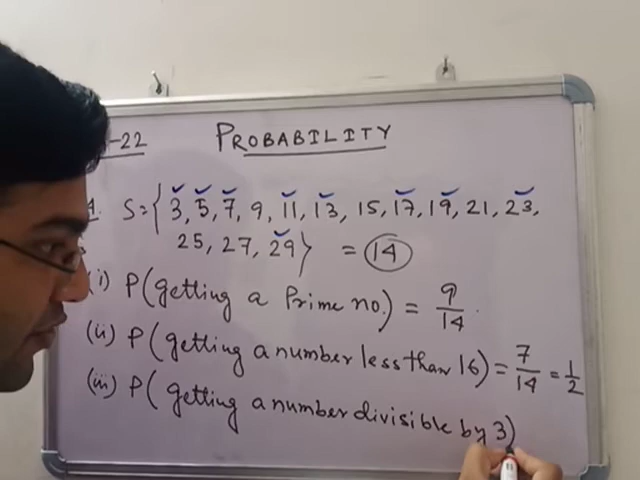 -22 PROBABILITY
4. S = { 3, 5, 7, 9, 11, 13, 15, 17, 19, 21, 23,
25, 27, 29 } = 14
(i) P(getting a Prime no.) = 9/14.
(ii) P(getting a number less than 16) = 7/14 = 1/2
(iii) P( getting a number divisible by 3)